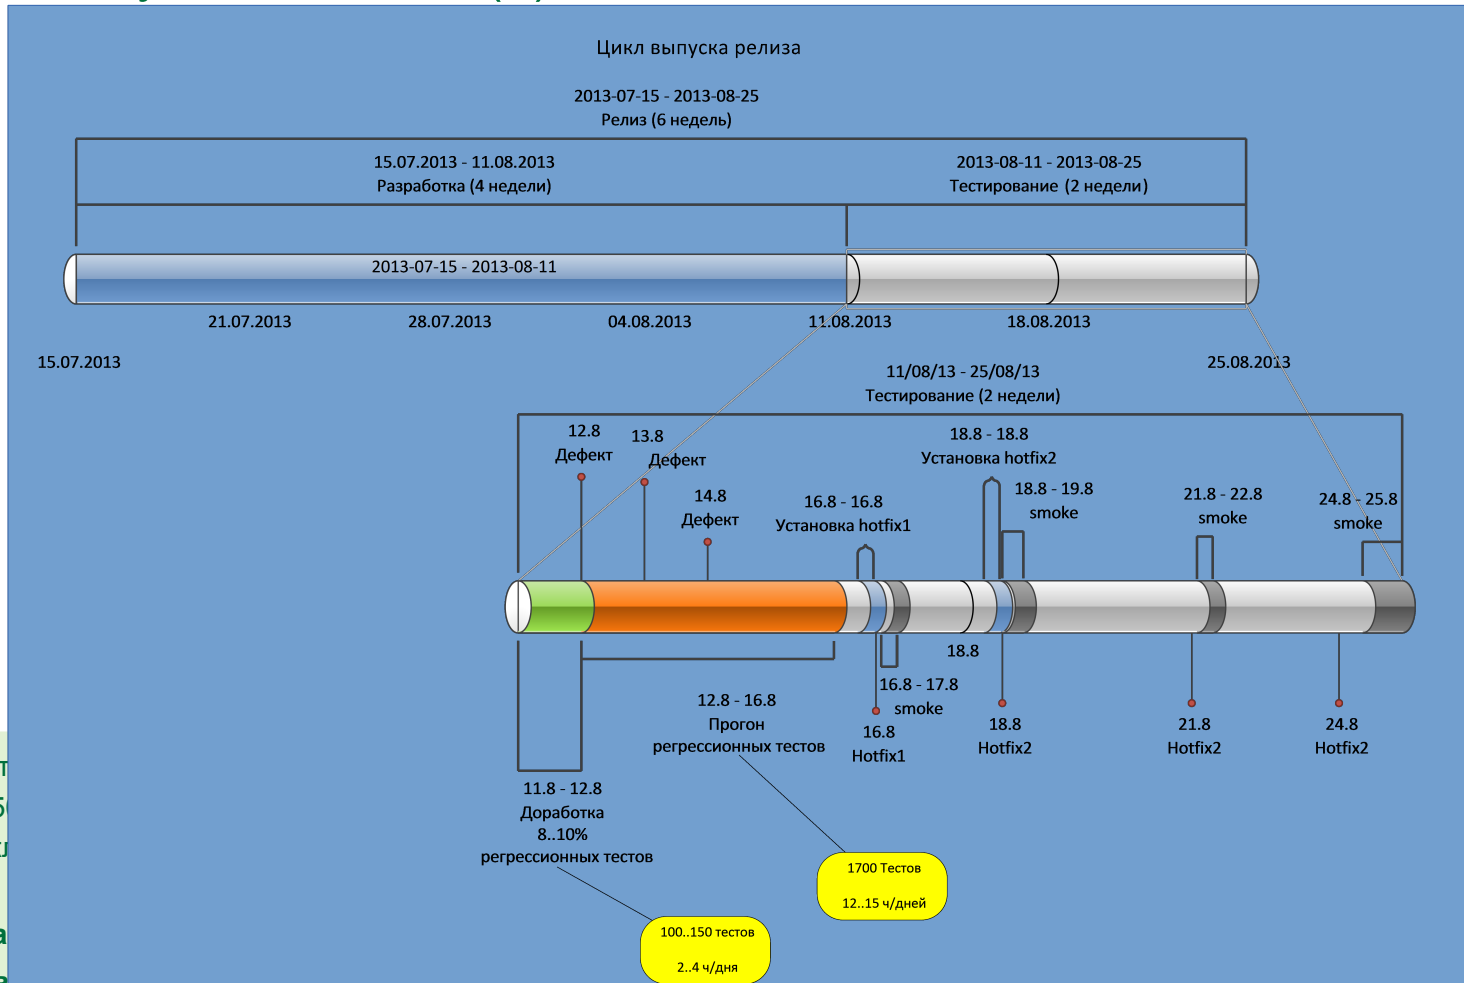 Цикл выпуска релиза
2013-07-15 - 2013-08-25
Релиз (6 недель)
15.07.2013 - 11.08.2013
Разработка (4 недели)
2013-08-11 - 2013-08-25
Тестирование (2 недели)
2013-07-15 - 2013-08-11
21.07.2013
28.07.2013
04.08.2013
11.08.2013
18.08.2013
15.07.2013
25.08.2013
11/08/13 - 25/08/13
Тестирование (2 недели)
12.8
Дефект
13.8
Дефект
14.8
Дефект
16.8 - 16.8
Установка hotfix1
18.8 - 18.8
Установка hotfix2
18.8 - 19.8
smoke
21.8 - 22.8
smoke
24.8 - 25.8
smoke
18.8
16.8 - 17.8
smoke
12.8 - 16.8
Прогон
регрессионных тестов
16.8
Hotfix1
18.8
Hotfix2
21.8
Hotfix2
24.8
Hotfix2
11.8 - 12.8
Доработка
8..10%
регрессионных тестов
1700 Тестов
12..15 ч/дней
100..150 тестов
2..4 ч/дня